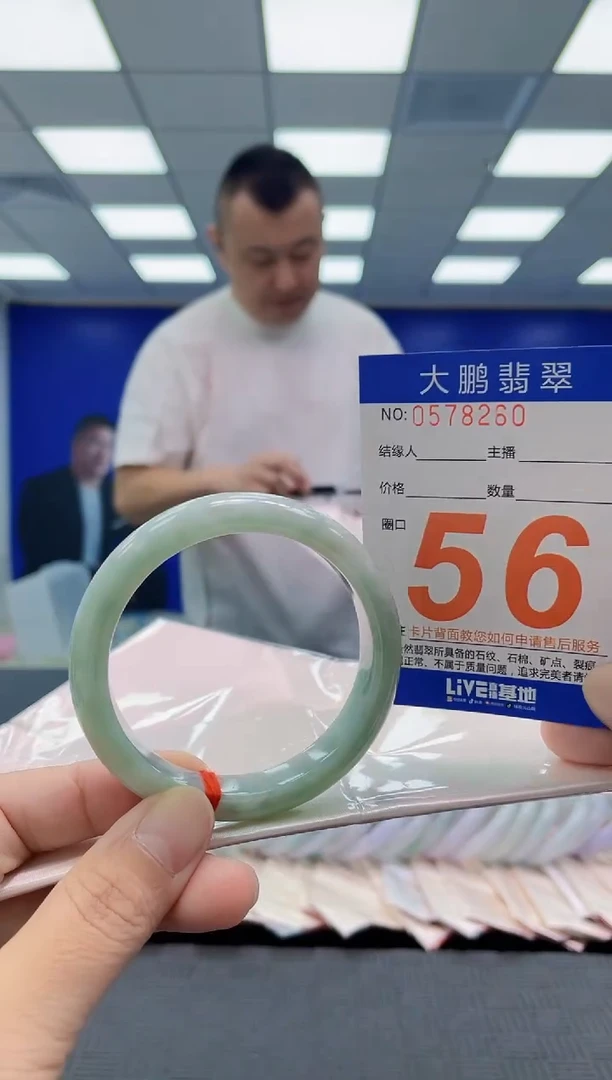 大鹏翡翠
NO:0578260
结缘人 主播
价格 数量
圈口 56
卡片背面教您如何申请售后服务
然翡翠所具备的石纹、石棉、矿点、裂
正常、不属于质量问题，追求完美者请
LIVE 基地